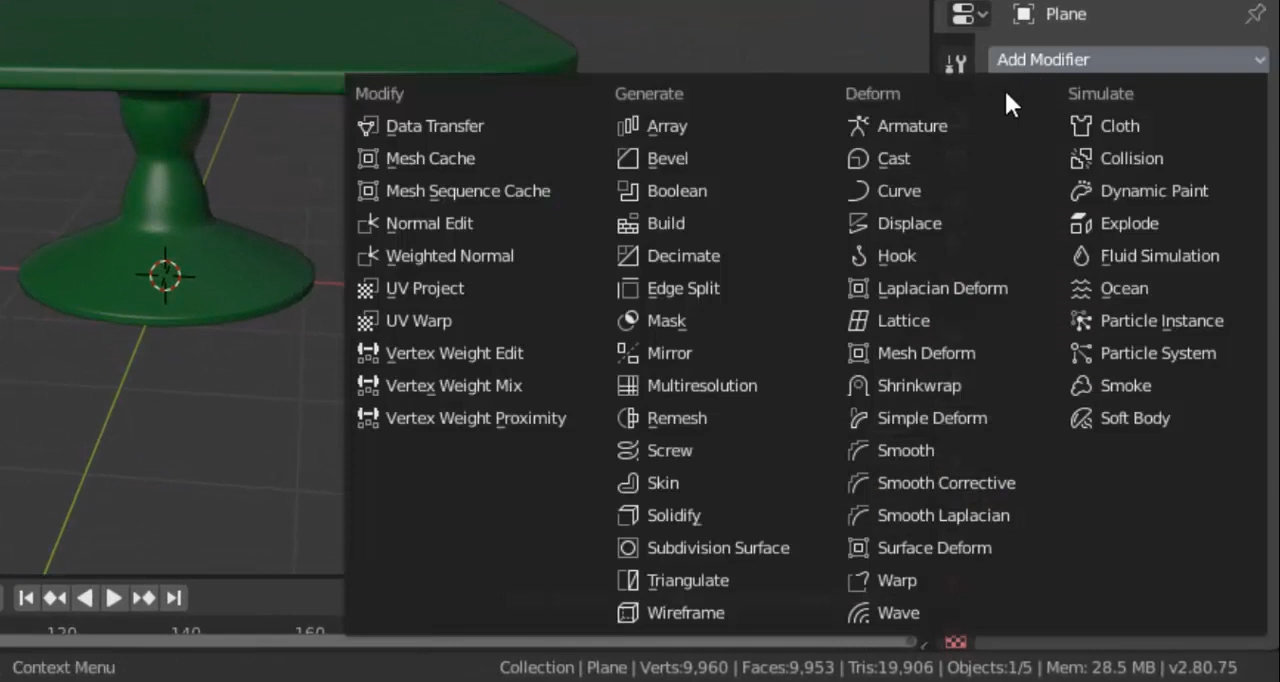 Plane
Add Modifier
Modify
Data Transfer
Mesh Cache
Mesh Sequence Cache
Normal Edit
Weighted Normal
UV Project
UV Warp
Vertex Weight Edit
Vertex Weight Mix
Vertex Weight Proximity
Generate
Array
Bevel
Boolean
Build
Decimate
Edge Split
Mask
Mirror
Multiresolution
Remesh
Screw
Skin
Solidify
Subdivision Surface
Triangulate
Wireframe
Deform
Armature
Cast
Curve
Displace
Hook
Laplacian Deform
Lattice
Mesh Deform
Shrinkwrap
Simple Deform
Smooth
Smooth Corrective
Smooth Laplacian
Surface Deform
Warp
Wave
Simulate
Cloth
Collision
Dynamic Paint
Explode
Fluid Simulation
Ocean
Particle Instance
Particle System
Smoke
Soft Body
120 140 160
Context Menu
Collection | Plane | Verts:9,960 | Faces:9,953 | Tris:19,906 | Objects:1/5 | Mem: 28.5 MB | v2.80.75